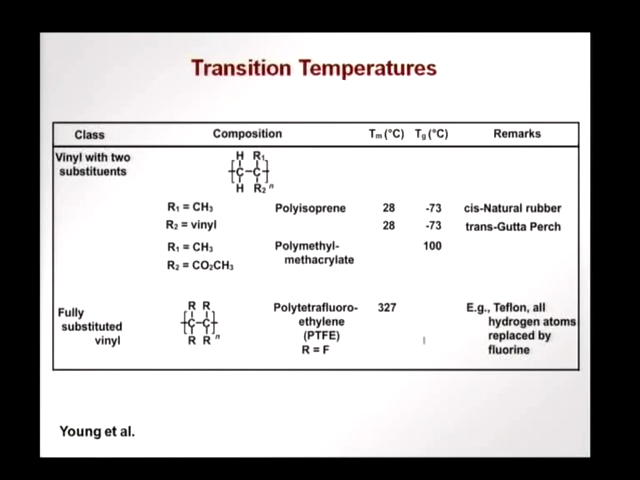 Transition Temperatures
Class Composition Tm (°C) Tg (°C) Remarks
Vinyl with two
substituents
H R1
[C-C]
H R2 n
R1 = CH3 Polyisoprene 28 -73 cis-Natural rubber
R2 = vinyl 28 -73 trans-Gutta Perch
R1 = CH3 Polymethyl- 100
R2 = CO2CH3 methacrylate
Fully
substituted
vinyl
R R
[C-C]
R R n
Polytetrafluoro- 327
ethylene
(PTFE)
R = F
E.g., Teflon, all
hydrogen atoms
replaced by
fluorine
Young et al.